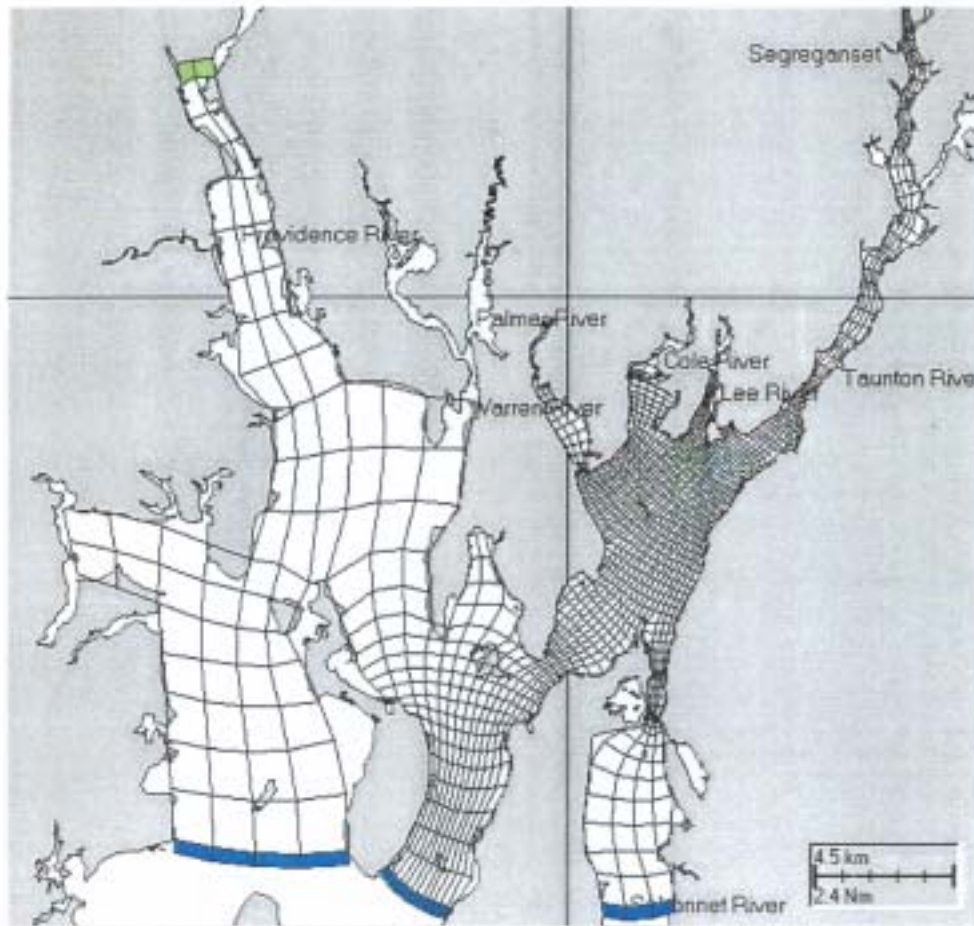 Segreganset
Providence River
Palmer River
Cole River
Taunton River
Lee River
Warren River
4.5 km
2.4 Nm
Sakonnet River